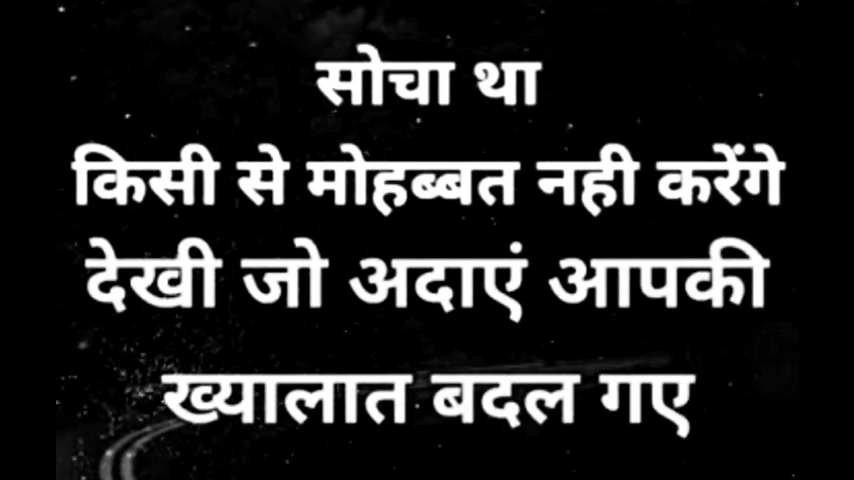 सोचा था
किसी से मोहब्बत नही करेंगे
देखी जो अदाएं आपकी
ख्यालात बदल गए